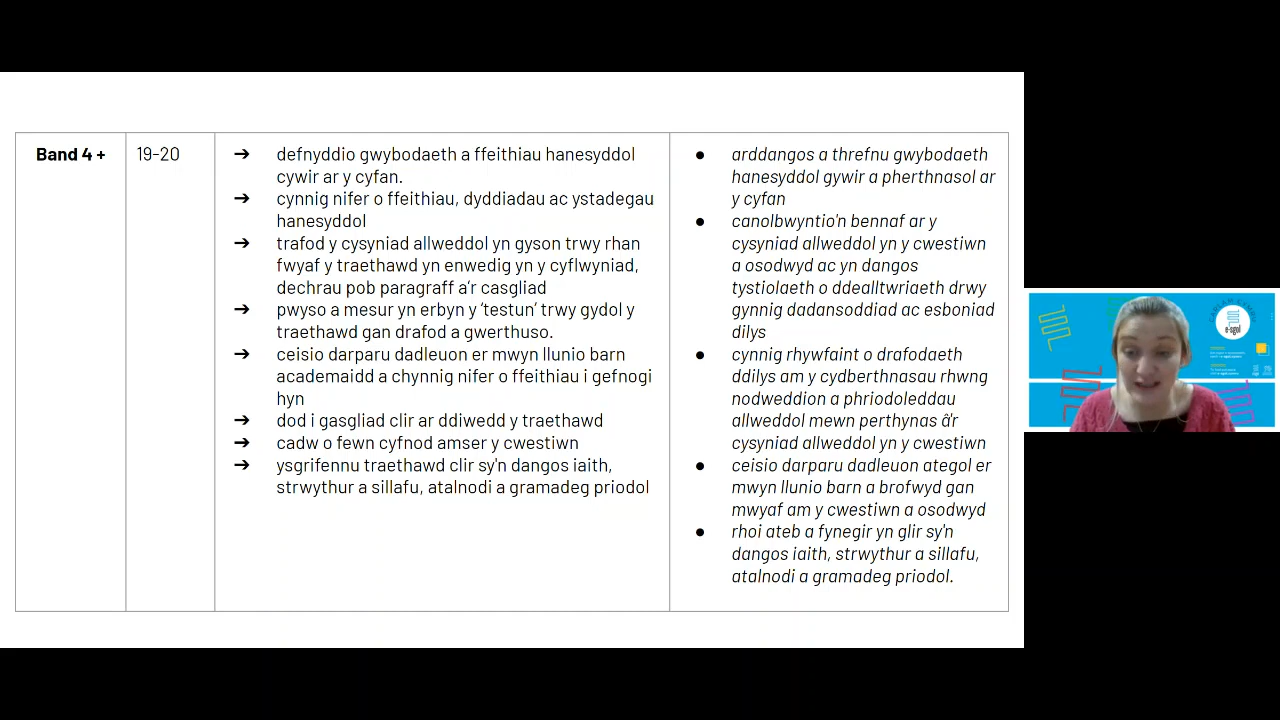 Band 4 +
19-20
➔ defnyddio gwybodaeth a ffeithiau hanesyddol
cywir ar y cyfan.
➔ cynnig nifer o ffeithiau, dyddiadau ac ystadegau
hanesyddol
➔ trafod y cysyniad allweddol yn gyson trwy rhan
fwyaf y traethawd yn enwedig yn y cyflwyniad,
dechrau pob paragraff a'r casgliad
➔ pwyso a mesur yn erbyn y ‘testun’ trwy gydol y
traethawd gan drafod a gwerthuso.
➔ ceisio darparu dadleuon er mwyn llunio barn
academaidd a chynnig nifer o ffeithiau i gefnogi
hyn
➔ dod i gasgliad clir ar ddiwedd y traethawd
➔ cadw o fewn cyfnod amser y cwestiwn
➔ ysgrifennu traethawd clir sy'n dangos iaith,
strwythur a sillafu, atalnodi a gramadeg priodol
● arddangos a threfnu gwybodaeth
hanesyddol gywir a pherthnasol ar
y cyfan
● canolbwyntio'n bennaf ar y
cysyniad allweddol yn y cwestiwn
a osodwyd ac yn dangos
tystiolaeth o ddealltwriaeth drwy
gynnig dadansoddiad ac esboniad
dilys
● cynnig rhywfaint o drafodaeth
ddilys am y cydberthnasau rhwng
nodweddion a phriodoleddau
allweddol mewn perthynas â'r
cysyniad allweddol yn y cwestiwn
● ceisio darparu dadleuon ategol er
mwyn llunio barn a brofwyd gan
mwyaf am y cwestiwn a osodwyd
● rhoi ateb a fynegir yn glir sy'n
dangos iaith, strwythur a sillafu,
atalnodi a gramadeg priodol.
e-sgol